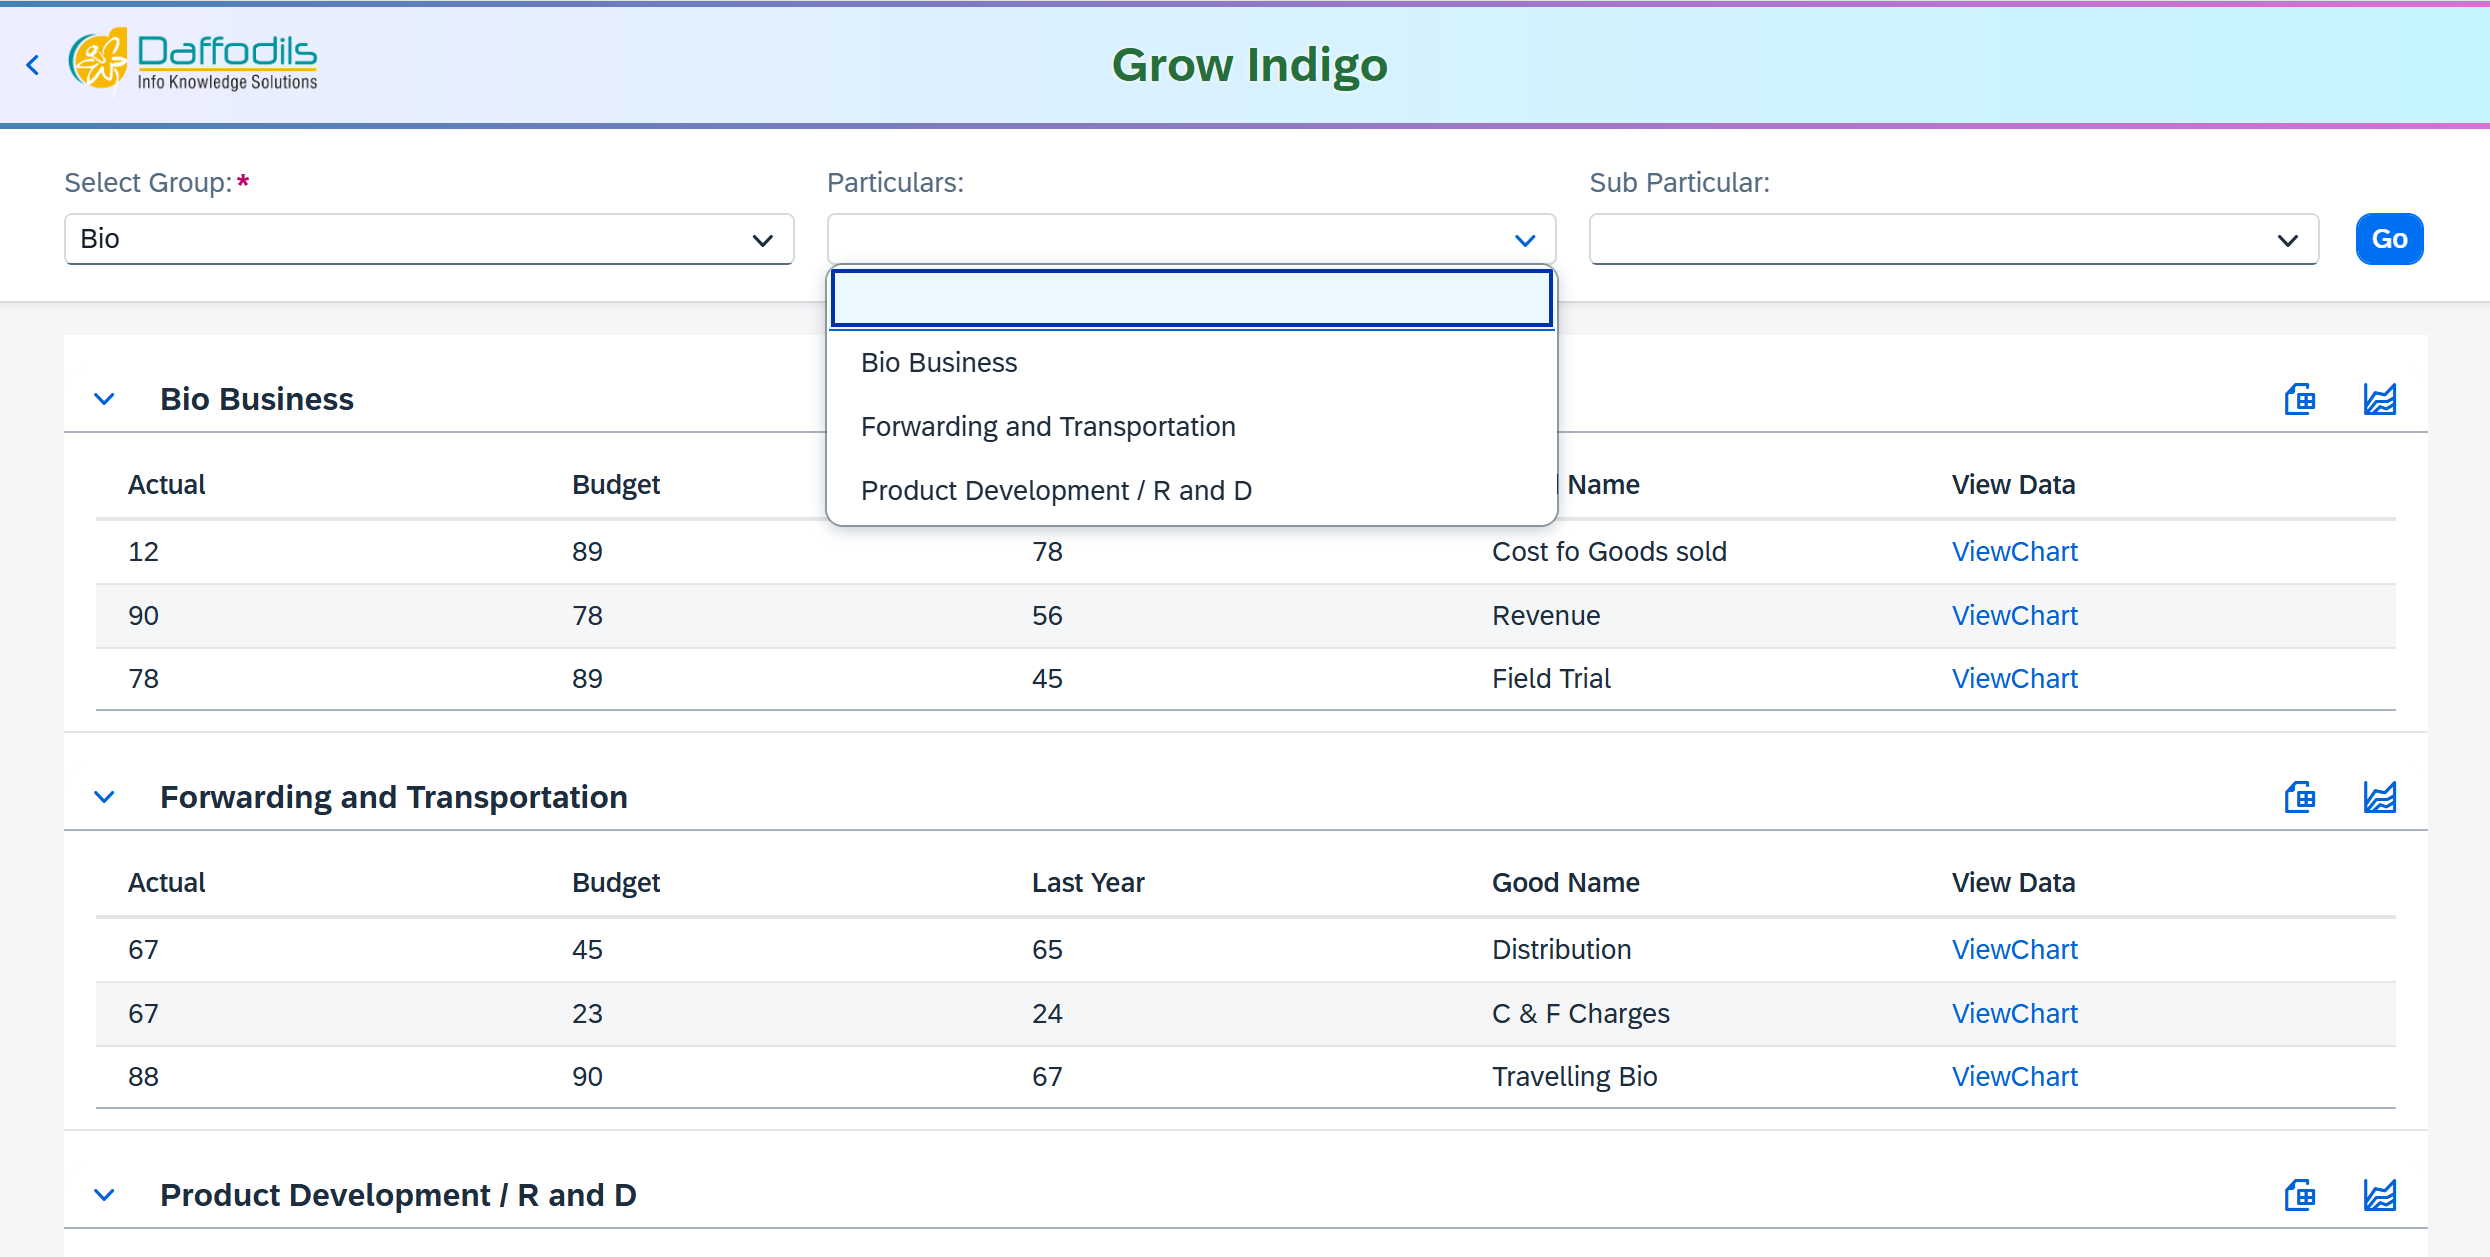 Daffodils
Info Knowledge Solutions
Grow Indigo
Select Group:*
Particulars:
Sub Particular:
Bio
Go
Bio Business
Forwarding and Transportation
Product Development / R and D
Bio Business
Actual Budget Name View Data
12 89 78 Cost fo Goods sold ViewChart
90 78 56 Revenue ViewChart
78 89 45 Field Trial ViewChart
Forwarding and Transportation
Actual Budget Last Year Good Name View Data
67 45 65 Distribution ViewChart
67 23 24 C & F Charges ViewChart
88 90 67 Travelling Bio ViewChart
Product Development / R and D